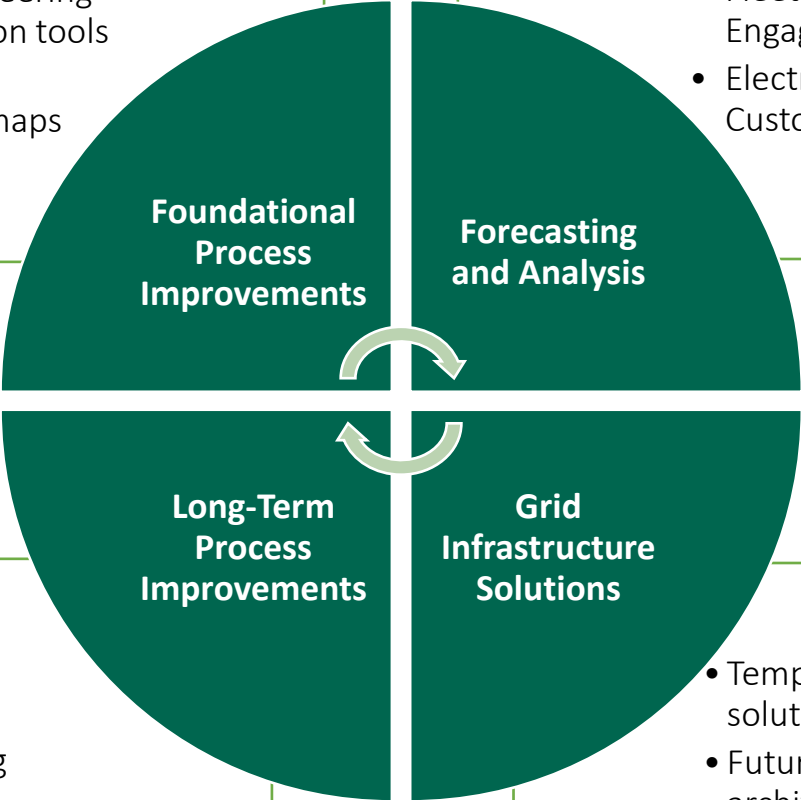 eering
on tools
Engag
• Electr
Custo
Foundational
Process
Improvements
Forecasting
and Analysis
Long-Term
Process
Improvements
Grid
Infrastructure
Solutions
• Temp
solut
• Futur
g